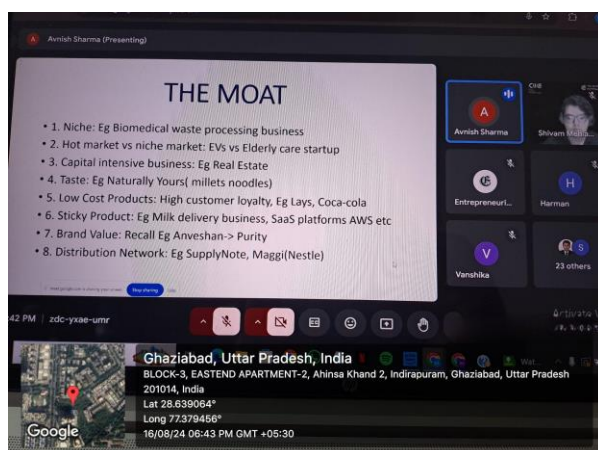 Avnish Sharma (Presenting)
THE MOAT
• 1. Niche: Eg Biomedical waste processing business
• 2. Hot market vs niche market: EVs vs Elderly care startup
• 3. Capital intensive business: Eg Real Estate
• 4. Taste: Eg Naturally Yours( millets noodles)
• 5. Low Cost Products: High customer loyalty, Eg Lays, Coca-cola
• 6. Sticky Product: Eg Milk delivery business, SaaS platforms AWS etc
• 7. Brand Value: Recall Eg Anveshan-> Purity
• 8. Distribution Network: Eg SupplyNote, Maggi(Nestle)
Stop sharing
Hide
A
Avnish Sharma
Shivam
Entrepreneurl...
H
Harman
V
Vanshika
S
23 others
:42 PM | zdc-yxae-umr
Activate
Wat...
Ghaziabad, Uttar Pradesh, India
BLOCK-3, EASTEND APARTMENT-2, Ahinsa Khand 2, Indirapuram, Ghaziabad, Uttar Pradesh
201014, India
Lat 28.639064°
Long 77.379456°
16/08/24 06:43 PM GMT +05:30
Google